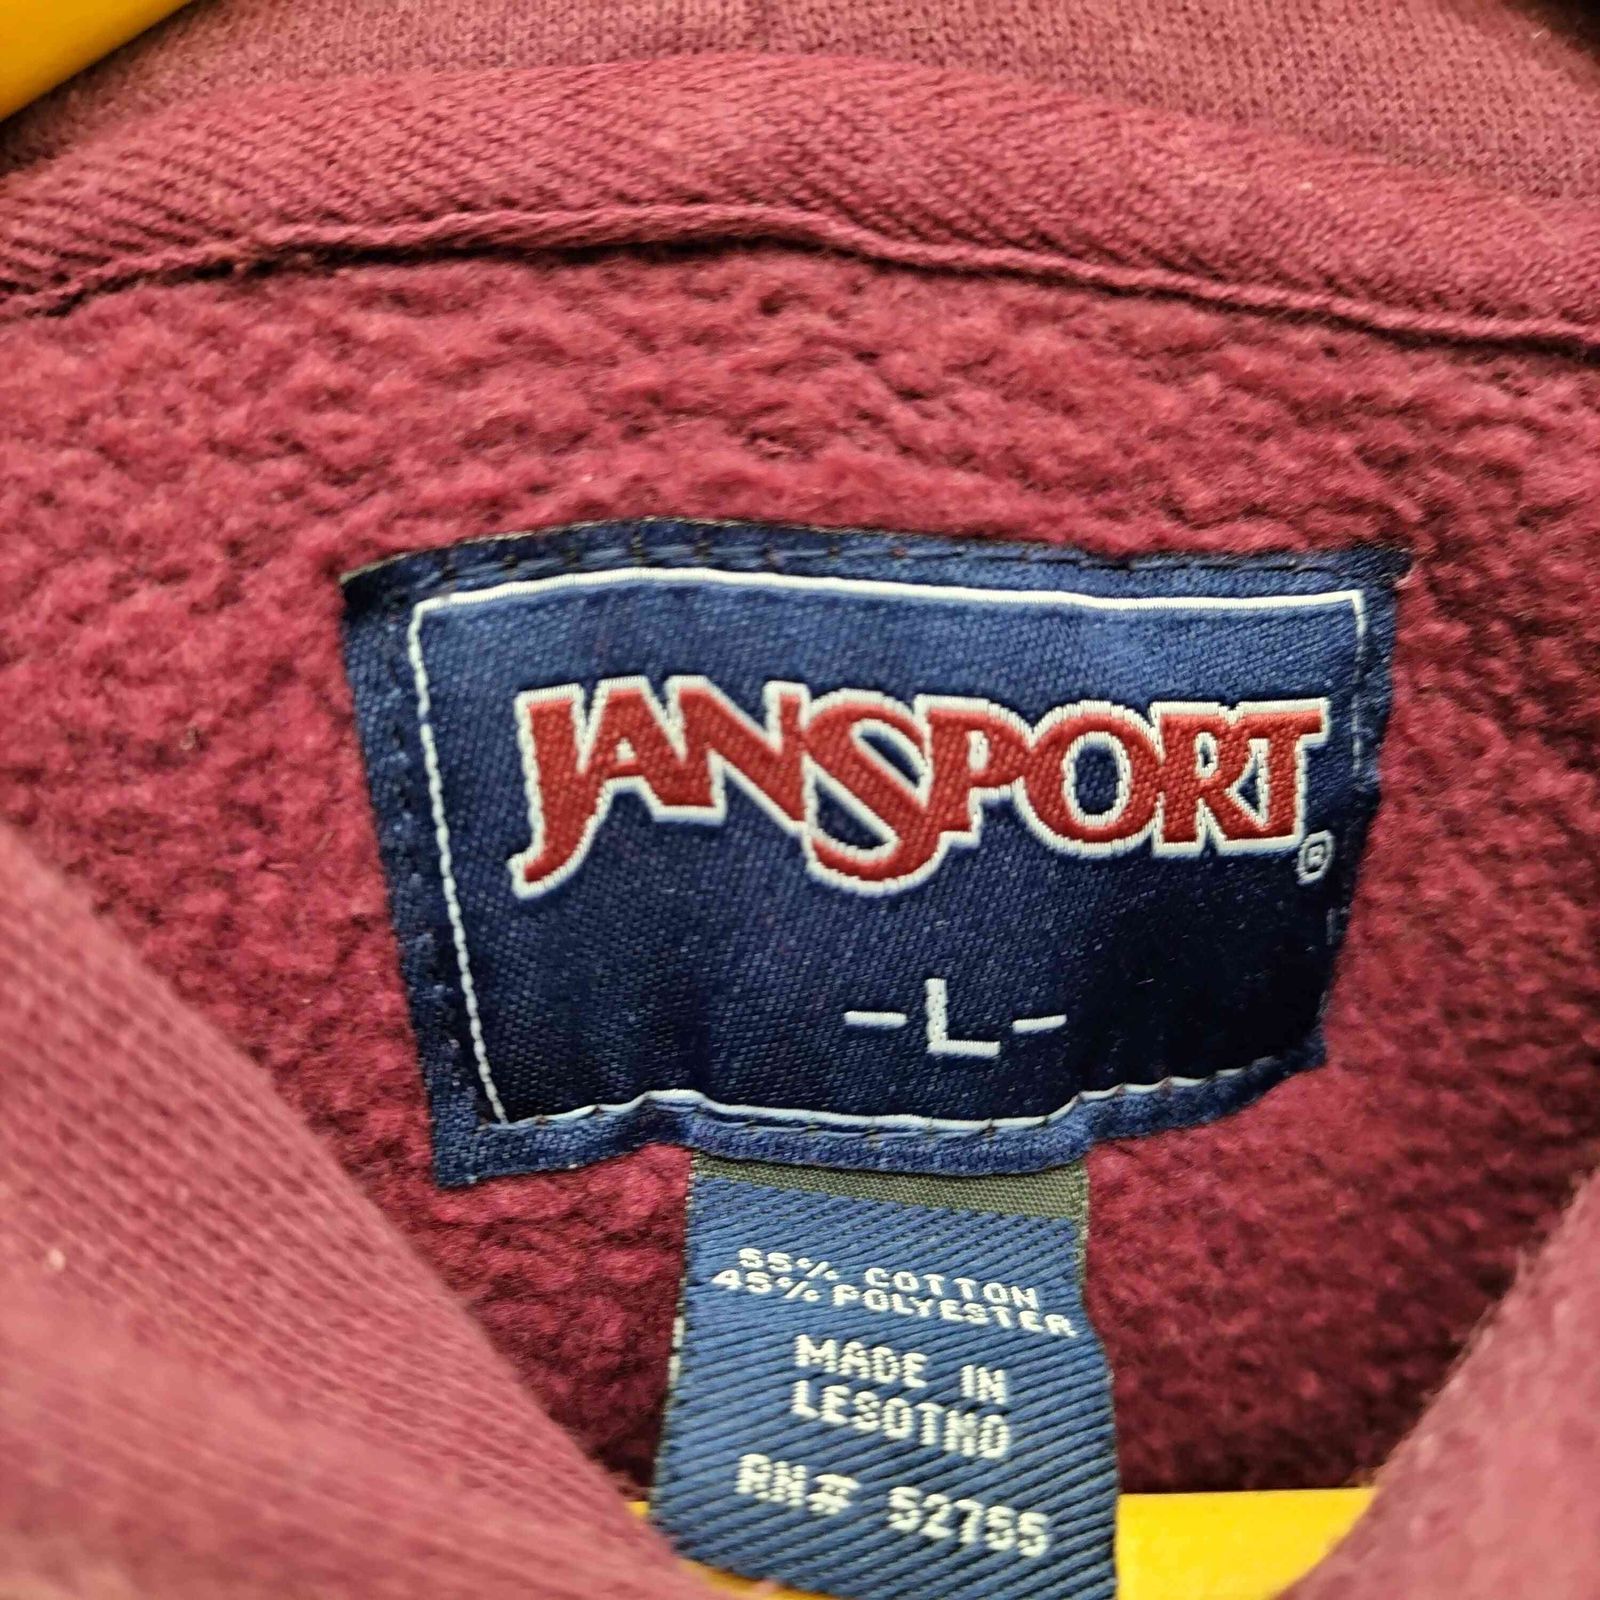 JANSPORT®
-L-
55% COTTON
45% POLYESTER
MADE IN
LESOTHO
RN# 52755